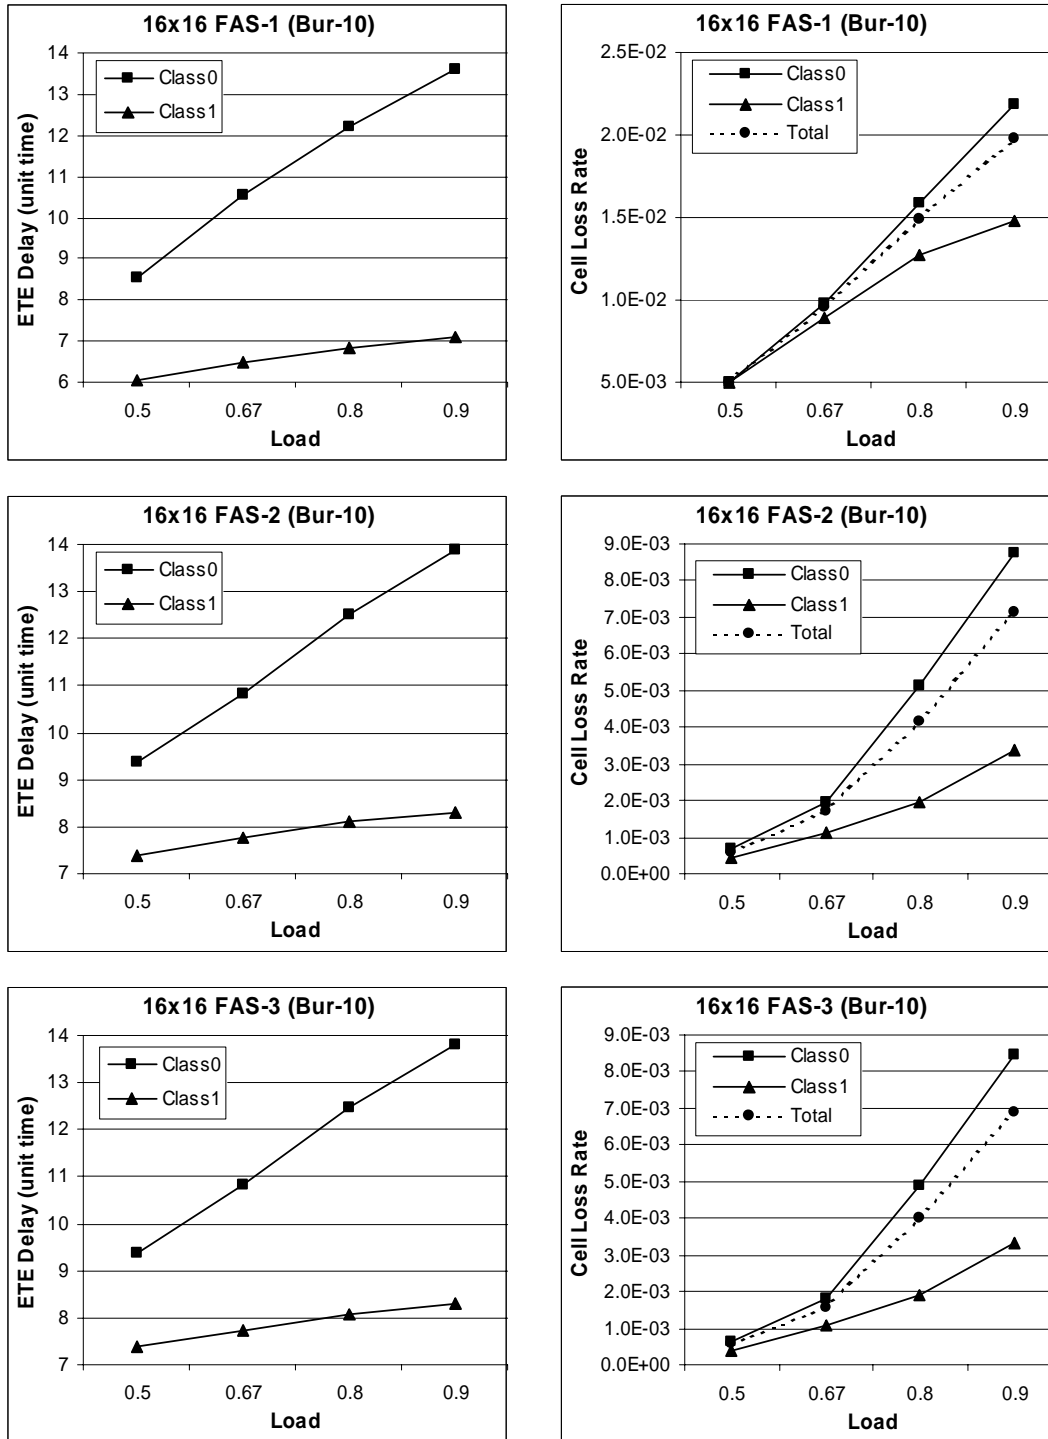 16x16 FAS-1 (Bur-10)
ETE Delay (unit time)
14
13
12
11
10
9
8
7
6
Class0
Class1
0.5 0.67 0.8 0.9
Load
16x16 FAS-1 (Bur-10)
Cell Loss Rate
2.5E-02
2.0E-02
1.5E-02
1.0E-02
5.0E-03
Class0
Class1
Total
0.5 0.67 0.8 0.9
Load
16x16 FAS-2 (Bur-10)
ETE Delay (unit time)
14
13
12
11
10
9
8
7
Class0
Class1
0.5 0.67 0.8 0.9
Load
16x16 FAS-2 (Bur-10)
Cell Loss Rate
9.0E-03
8.0E-03
7.0E-03
6.0E-03
5.0E-03
4.0E-03
3.0E-03
2.0E-03
1.0E-03
0.0E+00
Class0
Class1
Total
0.5 0.67 0.8 0.9
Load
16x16 FAS-3 (Bur-10)
ETE Delay (unit time)
14
13
12
11
10
9
8
7
Class0
Class1
0.5 0.67 0.8 0.9
Load
16x16 FAS-3 (Bur-10)
Cell Loss Rate
9.0E-03
8.0E-03
7.0E-03
6.0E-03
5.0E-03
4.0E-03
3.0E-03
2.0E-03
1.0E-03
0.0E+00
Class0
Class1
Total
0.5 0.67 0.8 0.9
Load